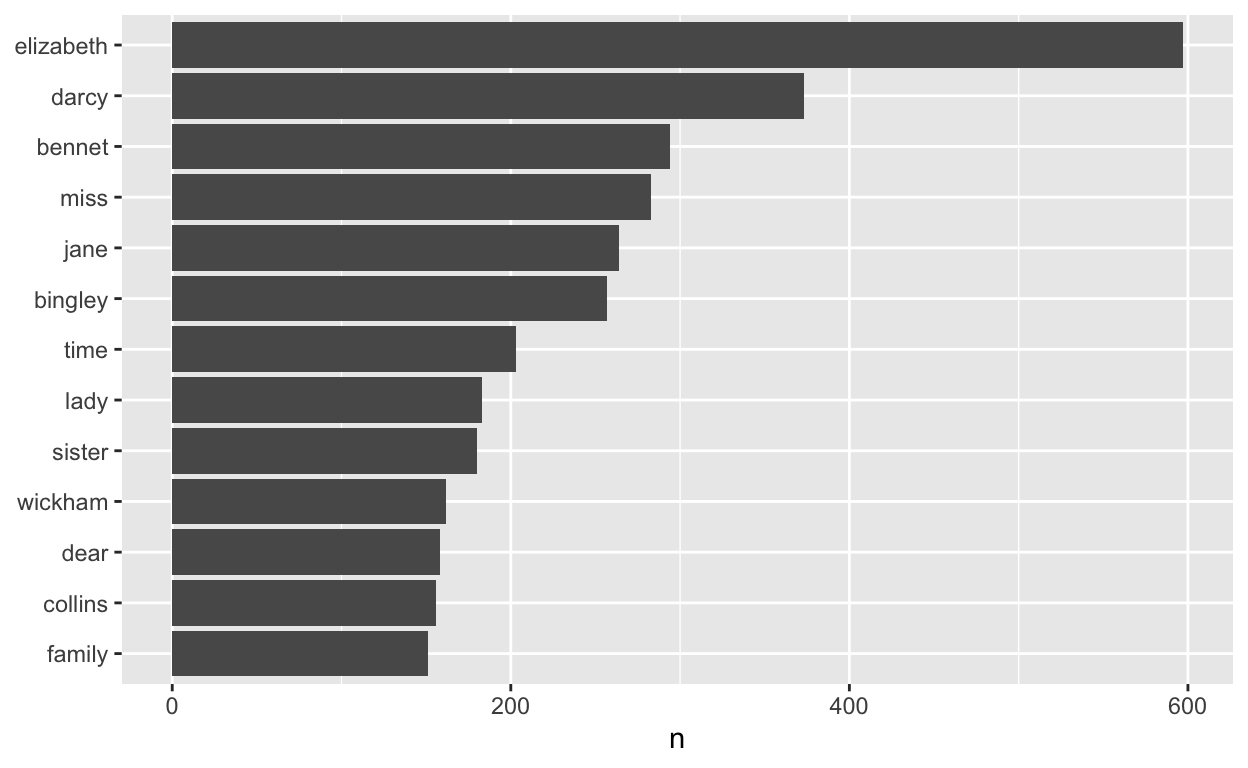 elizabeth
darcy
bennet
miss
jane
bingley
time
lady
sister
wickham
dear
collins
family
0 200 400 600
n